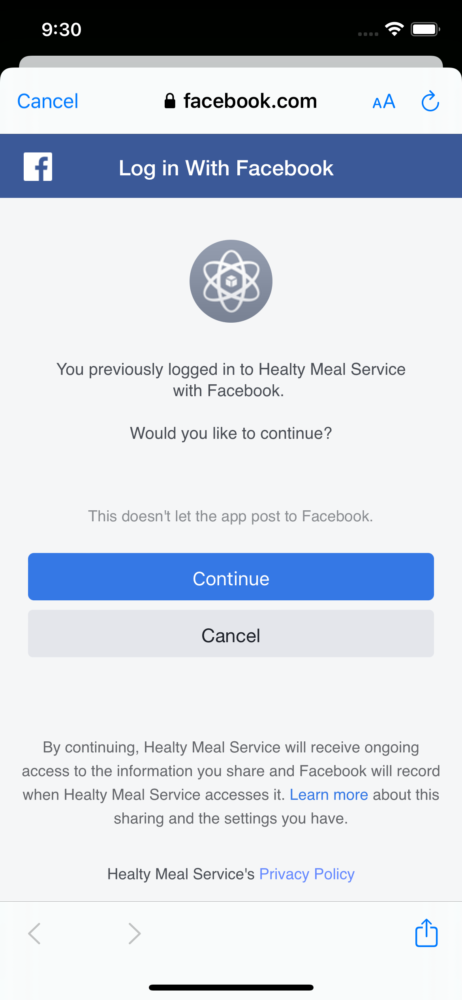 9:30
Cancel
facebook.com
AA
Log in With Facebook
You previously logged in to Healty Meal Service
with Facebook.
Would you like to continue?
This doesn't let the app post to Facebook.
Continue
Cancel
By continuing, Healty Meal Service will receive ongoing
access to the information you share and Facebook will record
when Healty Meal Service accesses it. Learn more about this
sharing and the settings you have.
Healty Meal Service's Privacy Policy